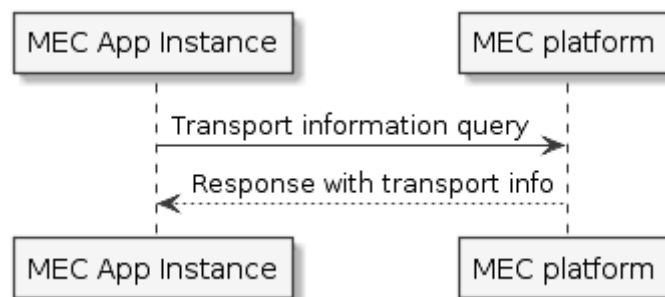 MEC App Instance
MEC platform
Transport information query
Response with transport info
MEC App Instance
MEC platform